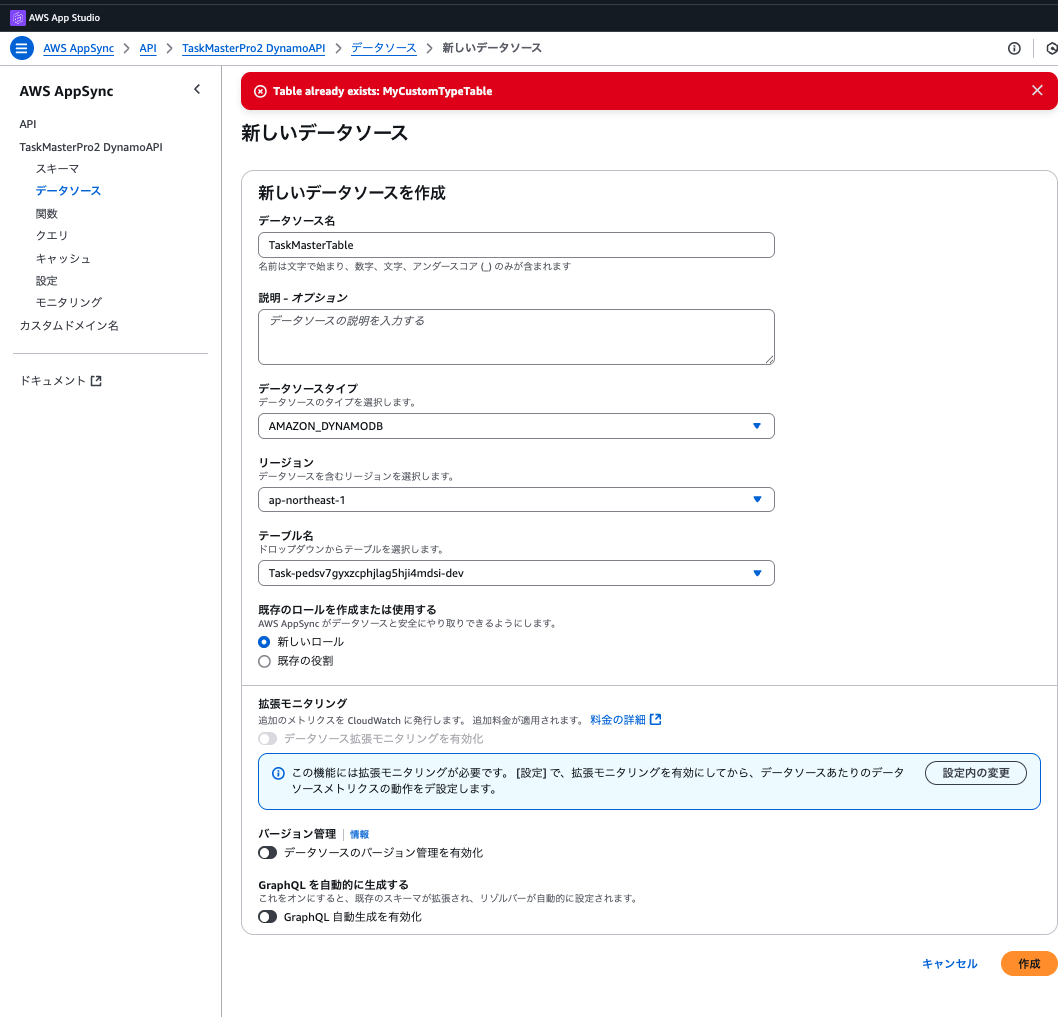 AWS App Studio
AWS AppSync
API
TaskMasterPro2 DynamoAPI
データソース
新しいデータソース
AWS AppSync
API
TaskMasterPro2 DynamoAPI
スキーマ
データソース
関数
クエリ
キャッシュ
設定
モニタリング
カスタムドメイン名
ドキュメント
Table already exists: MyCustomTypeTable
新しいデータソース
新しいデータソースを作成
データソース名
TaskMasterTable
名前は文字で始まり、数字、文字、アンダースコア (_) のみが含まれます
説明 - オプション
データソースの説明を入力する
データソースタイプ
データソースのタイプを選択します。
AMAZON_DYNAMODB
リージョン
データソースを含むリージョンを選択します。
ap-northeast-1
テーブル名
ドロップダウンからテーブルを選択します。
Task-pedsv7gyxzcphjlag5hji4mdsi-dev
既存のロールを作成または使用する
AWS AppSync がデータソースと安全にやり取りできるようにします。
新しいロール
既存の役割
拡張モニタリング
追加のメトリクスを CloudWatch に発行します。 追加料金が適用されます。 料金の詳細
データソース拡張モニタリングを有効化
この機能には拡張モニタリングが必要です。 [設定] で、拡張モニタリングを有効にしてから、データソースあたりのデータ
ソースメトリクスの動作をデ設定します。
設定内の変更
バージョン管理 | 情報
データソースのバージョン管理を有効化
GraphQL を自動的に生成する
これをオンにすると、既存のスキーマが拡張され、リゾルバーが自動的に設定されます。
GraphQL 自動生成を有効化
キャンセル
作成